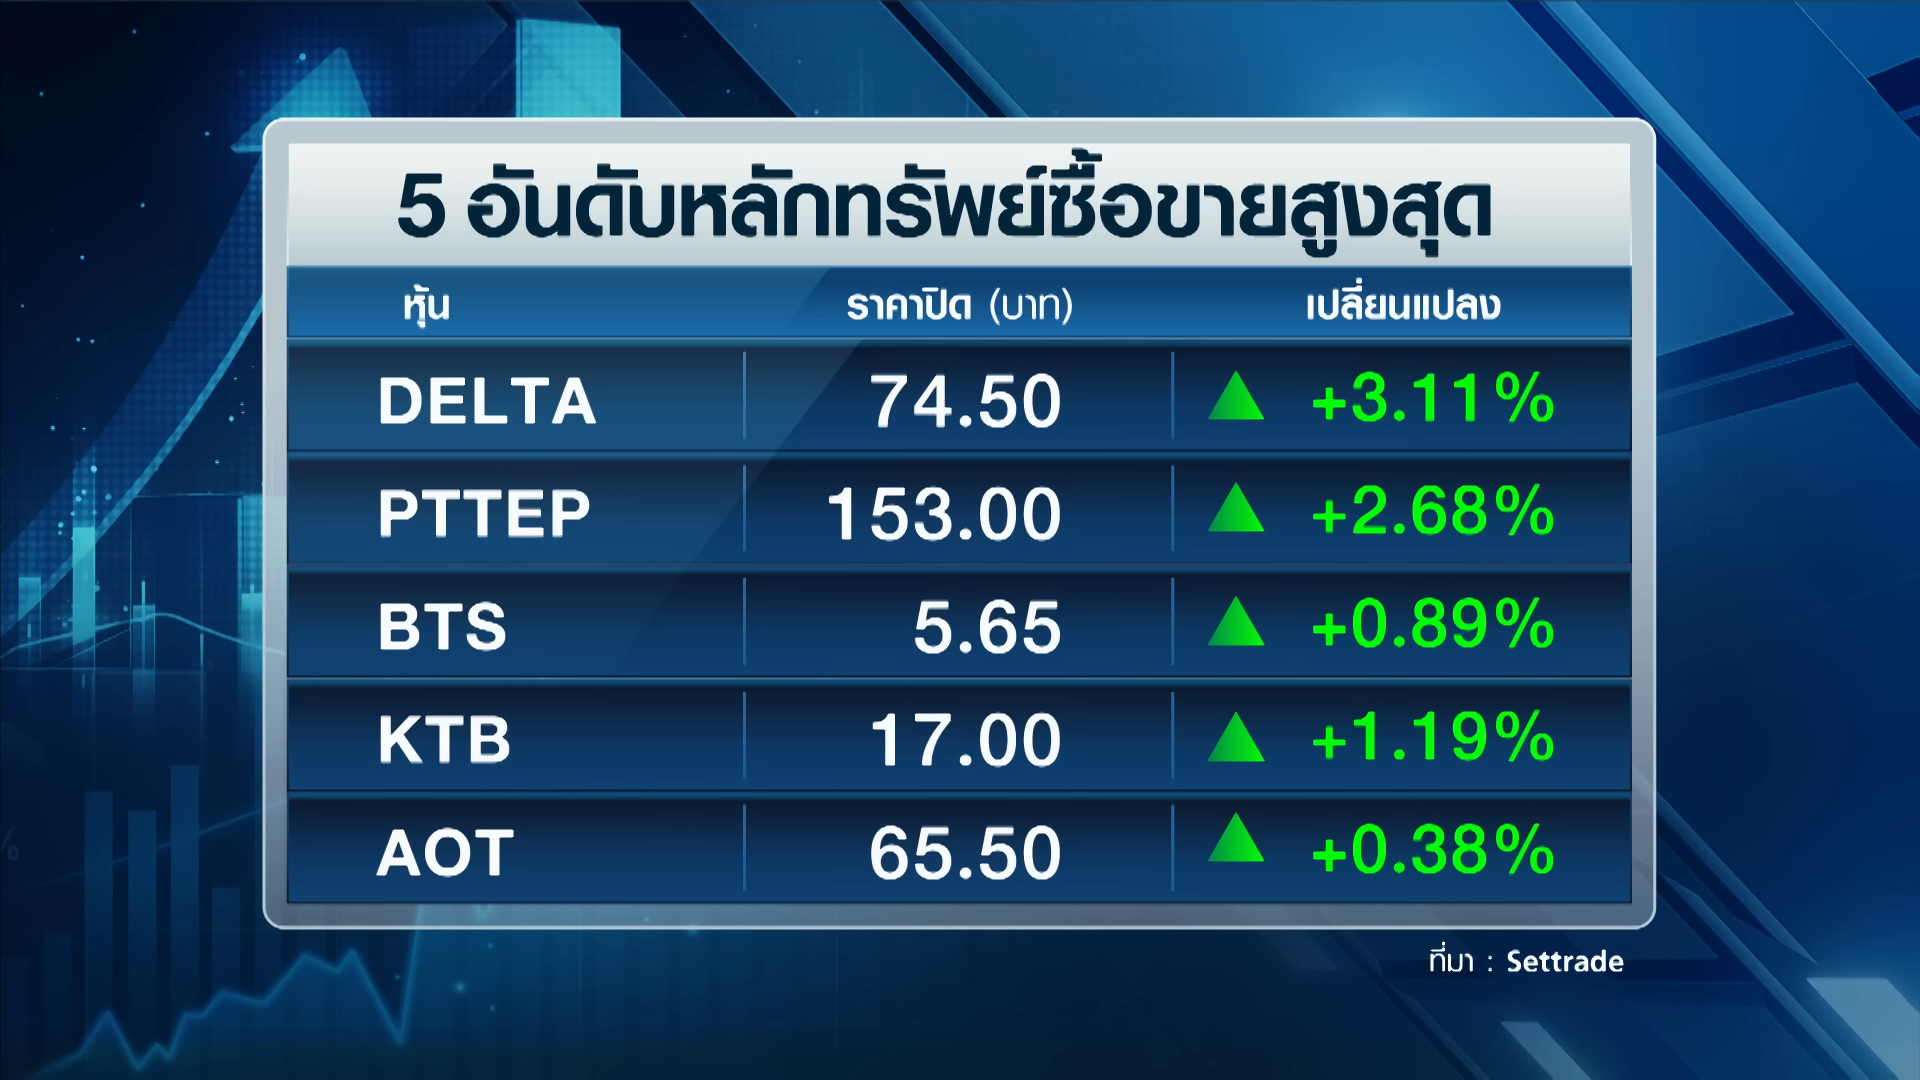 5 อันดับหลักทรัพย์ซื้อขายสูงสุด
หุ้น ราคาปิด (บาท) เปลี่ยนแปลง
DELTA 74.50 +3.11%
PTTEP 153.00 +2.68%
BTS 5.65 +0.89%
KTB 17.00 +1.19%
AOT 65.50 +0.38%
ที่มา : Settrade